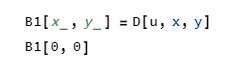 B1[x_, y_] = D[u, x, y]
B1[0, 0]